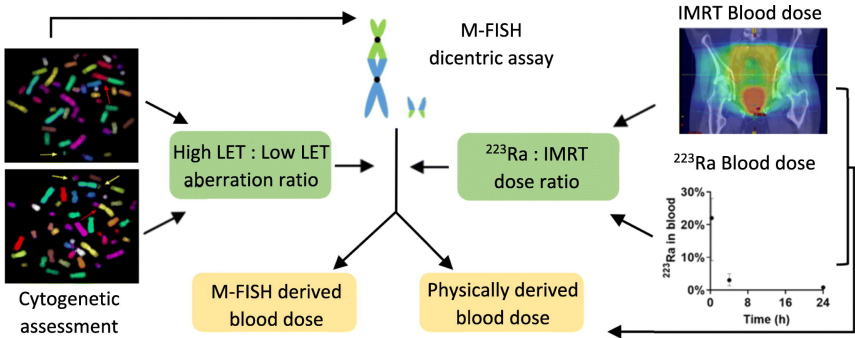 M-FISH
dicentric assay
IMRT Blood dose
High LET : Low LET
aberration ratio
²²³Ra : IMRT
dose ratio
²²³Ra Blood dose
30%
20%
10%
0%
²²³Ra in blood
0
8
16
24
Time (h)
Cytogenetic
assessment
M-FISH derived
blood dose
Physically derived
blood dose